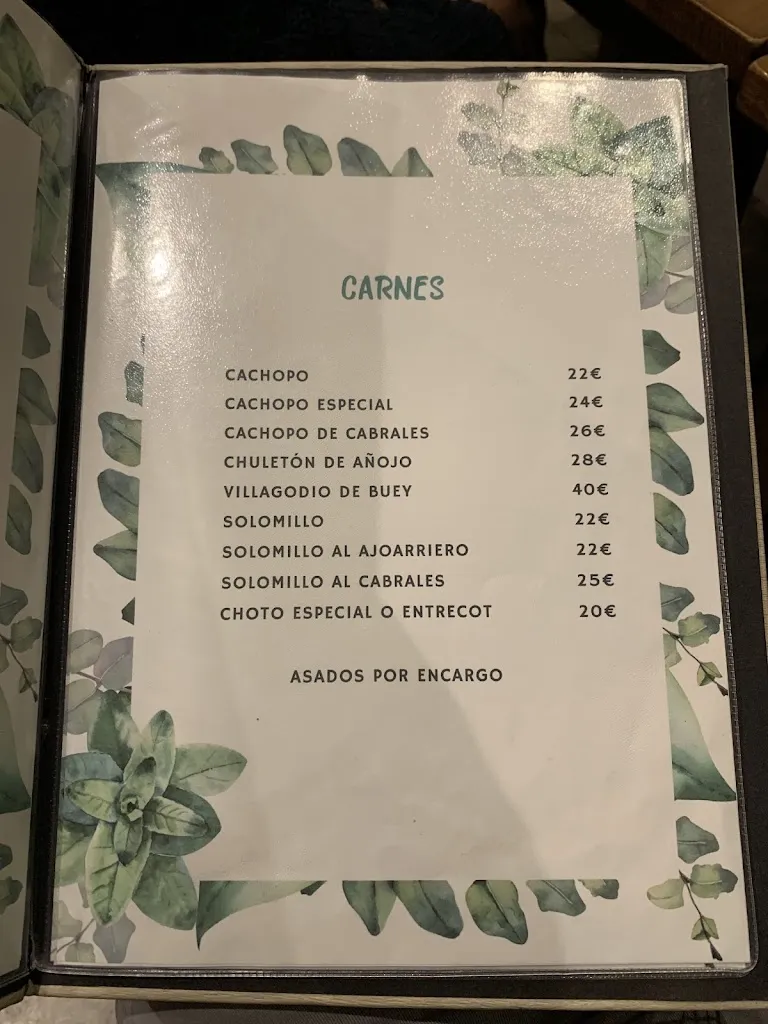 CARNES
CACHOPO 22€
CACHOPO ESPECIAL 24€
CACHOPO DE CABRALES 26€
CHULETÓN DE AÑOJO 28€
VILLAGODIO DE BUEY 40€
SOLOMILLO 22€
SOLOMILLO AL AJOARRIERO 22€
SOLOMILLO AL CABRALES 25€
CHOTO ESPECIAL O ENTRECOT 20€
ASADOS POR ENCARGO